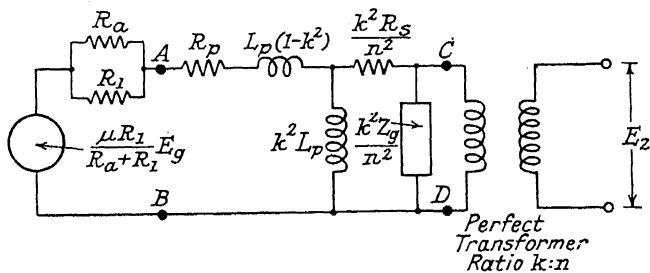 Ra
R1
A
Rp
Lp(1-k²)
k²Rs
n²
C
μR1
Ra+R1
Eg
k²Lp
k²Zg
n²
E2
B
D
Perfect
Transformer
Ratio k:n